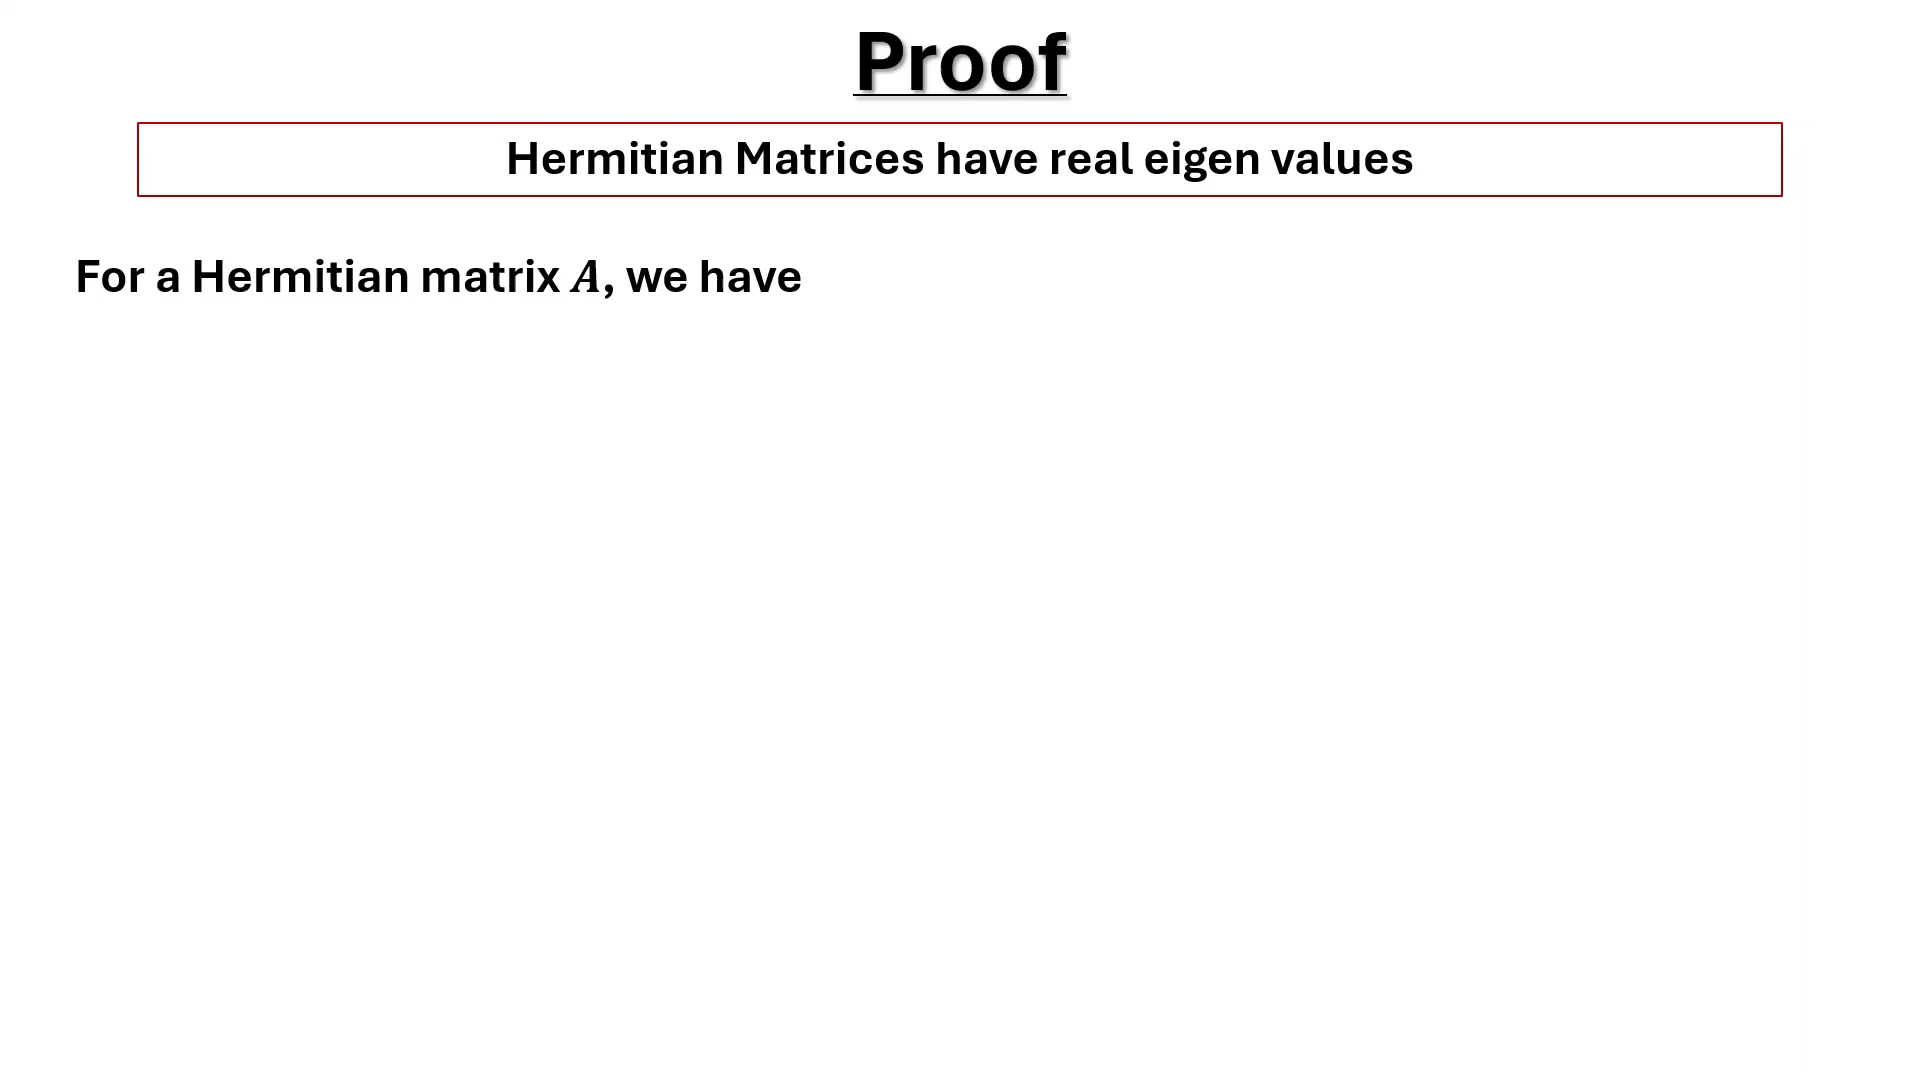 Proof
Hermitian Matrices have real eigen values
For a Hermitian matrix A, we have